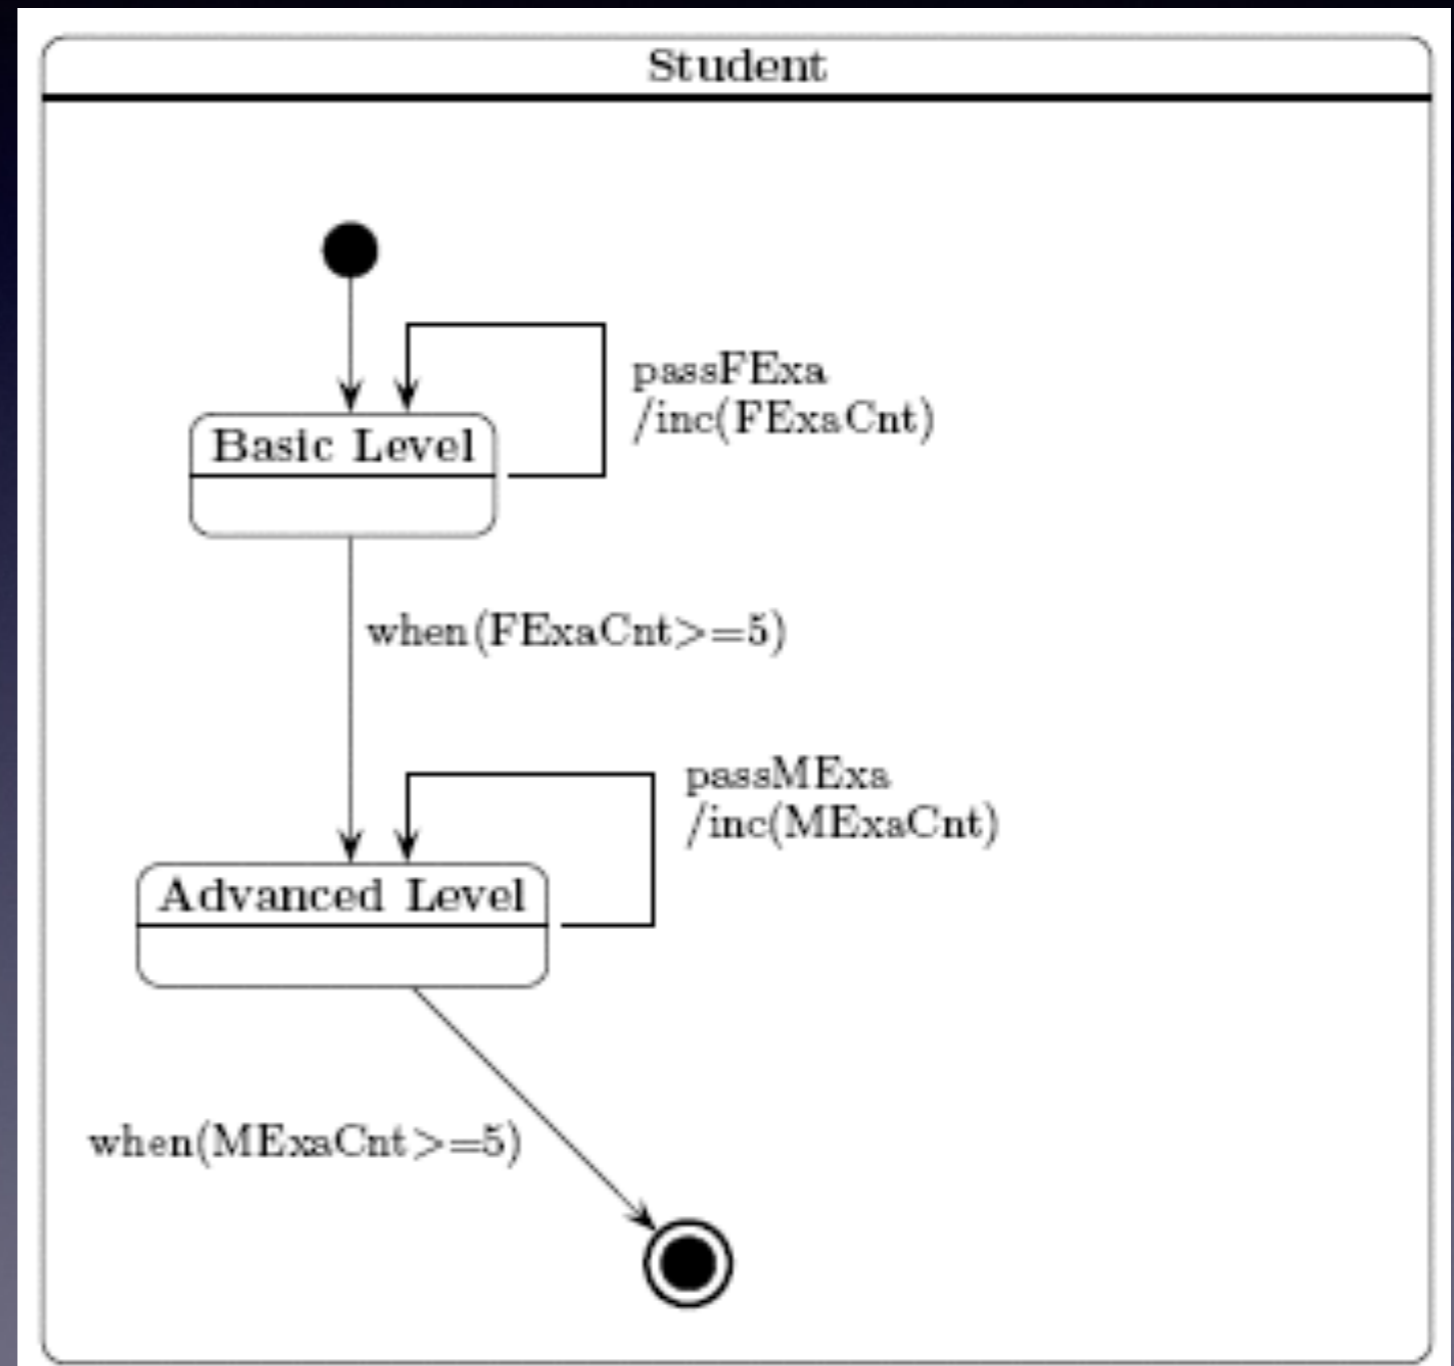 Student
passFExa
/inc(FExaCnt)
Basic Level
when(FExaCnt>=5)
passMExa
/inc(MExaCnt)
Advanced Level
when(MExaCnt>=5)